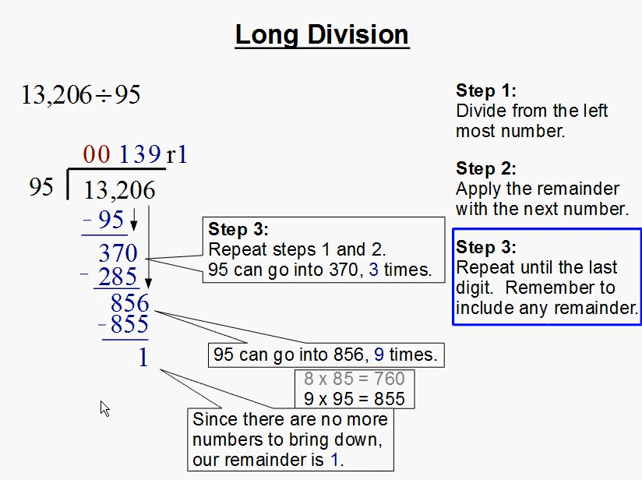 Long Division
13,206÷95
00 139 r1
95 13,206
- 95
370
- 285
856
- 855
1
Step 3:
Repeat steps 1 and 2.
95 can go into 370, 3 times.
95 can go into 856, 9 times.
8 x 85 = 760
9 x 95 = 855
Since there are no more
numbers to bring down,
our remainder is 1.
Step 1:
Divide from the left
most number.
Step 2:
Apply the remainder
with the next number.
Step 3:
Repeat until the last
digit. Remember to
include any remainder.